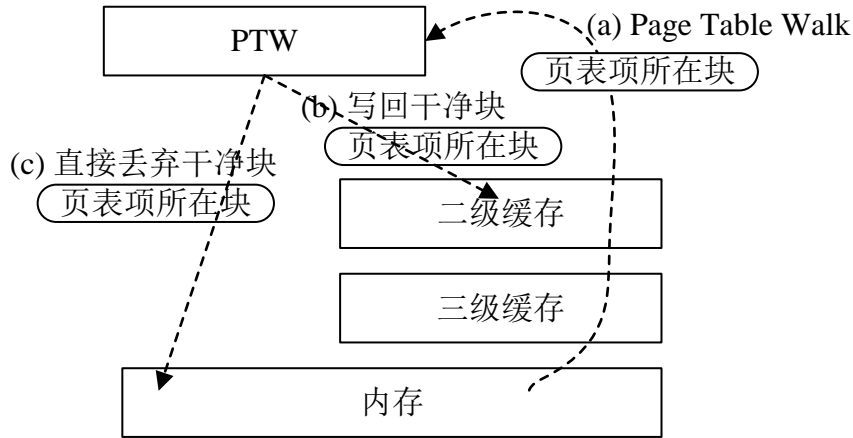 PTW
(a) Page Table Walk
页表项所在块
(b) 写回干净块
页表项所在块
(c) 直接丢弃干净块
页表项所在块
二级缓存
三级缓存
内存